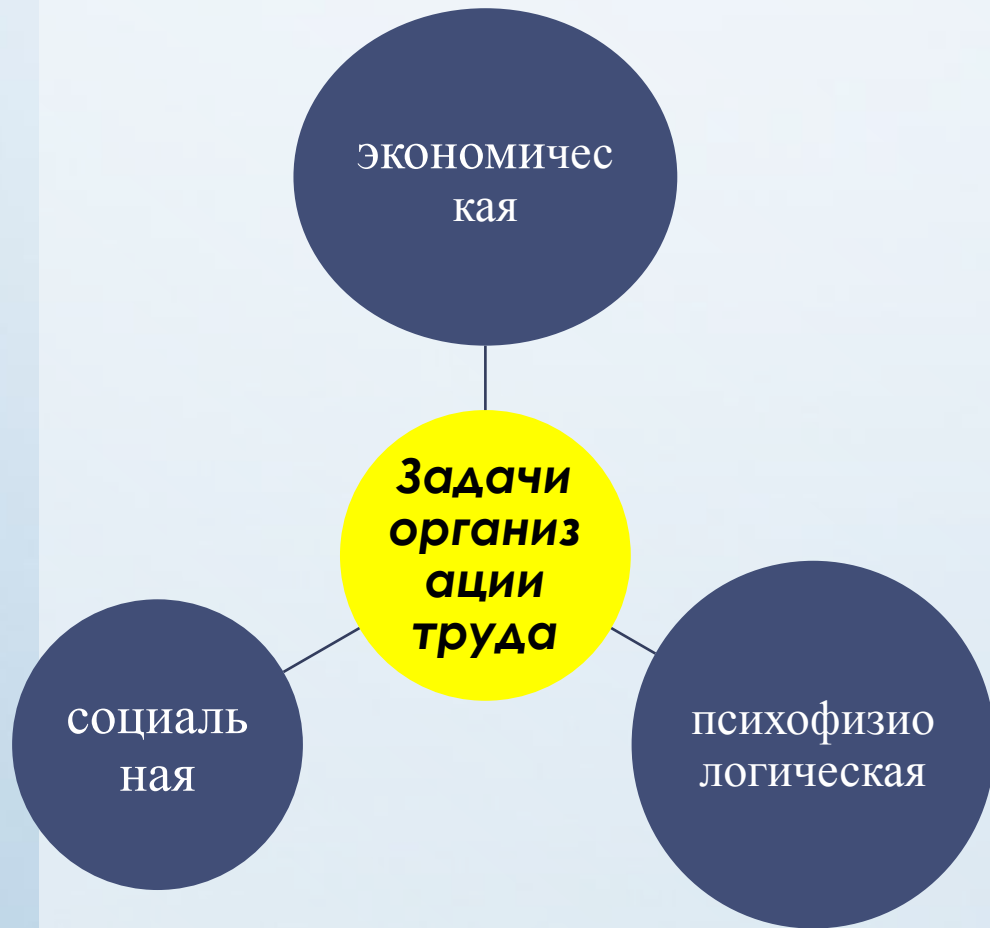 экономичес
кая
Задачи
организ
ации
труда
социаль
ная
психофизио
логическая